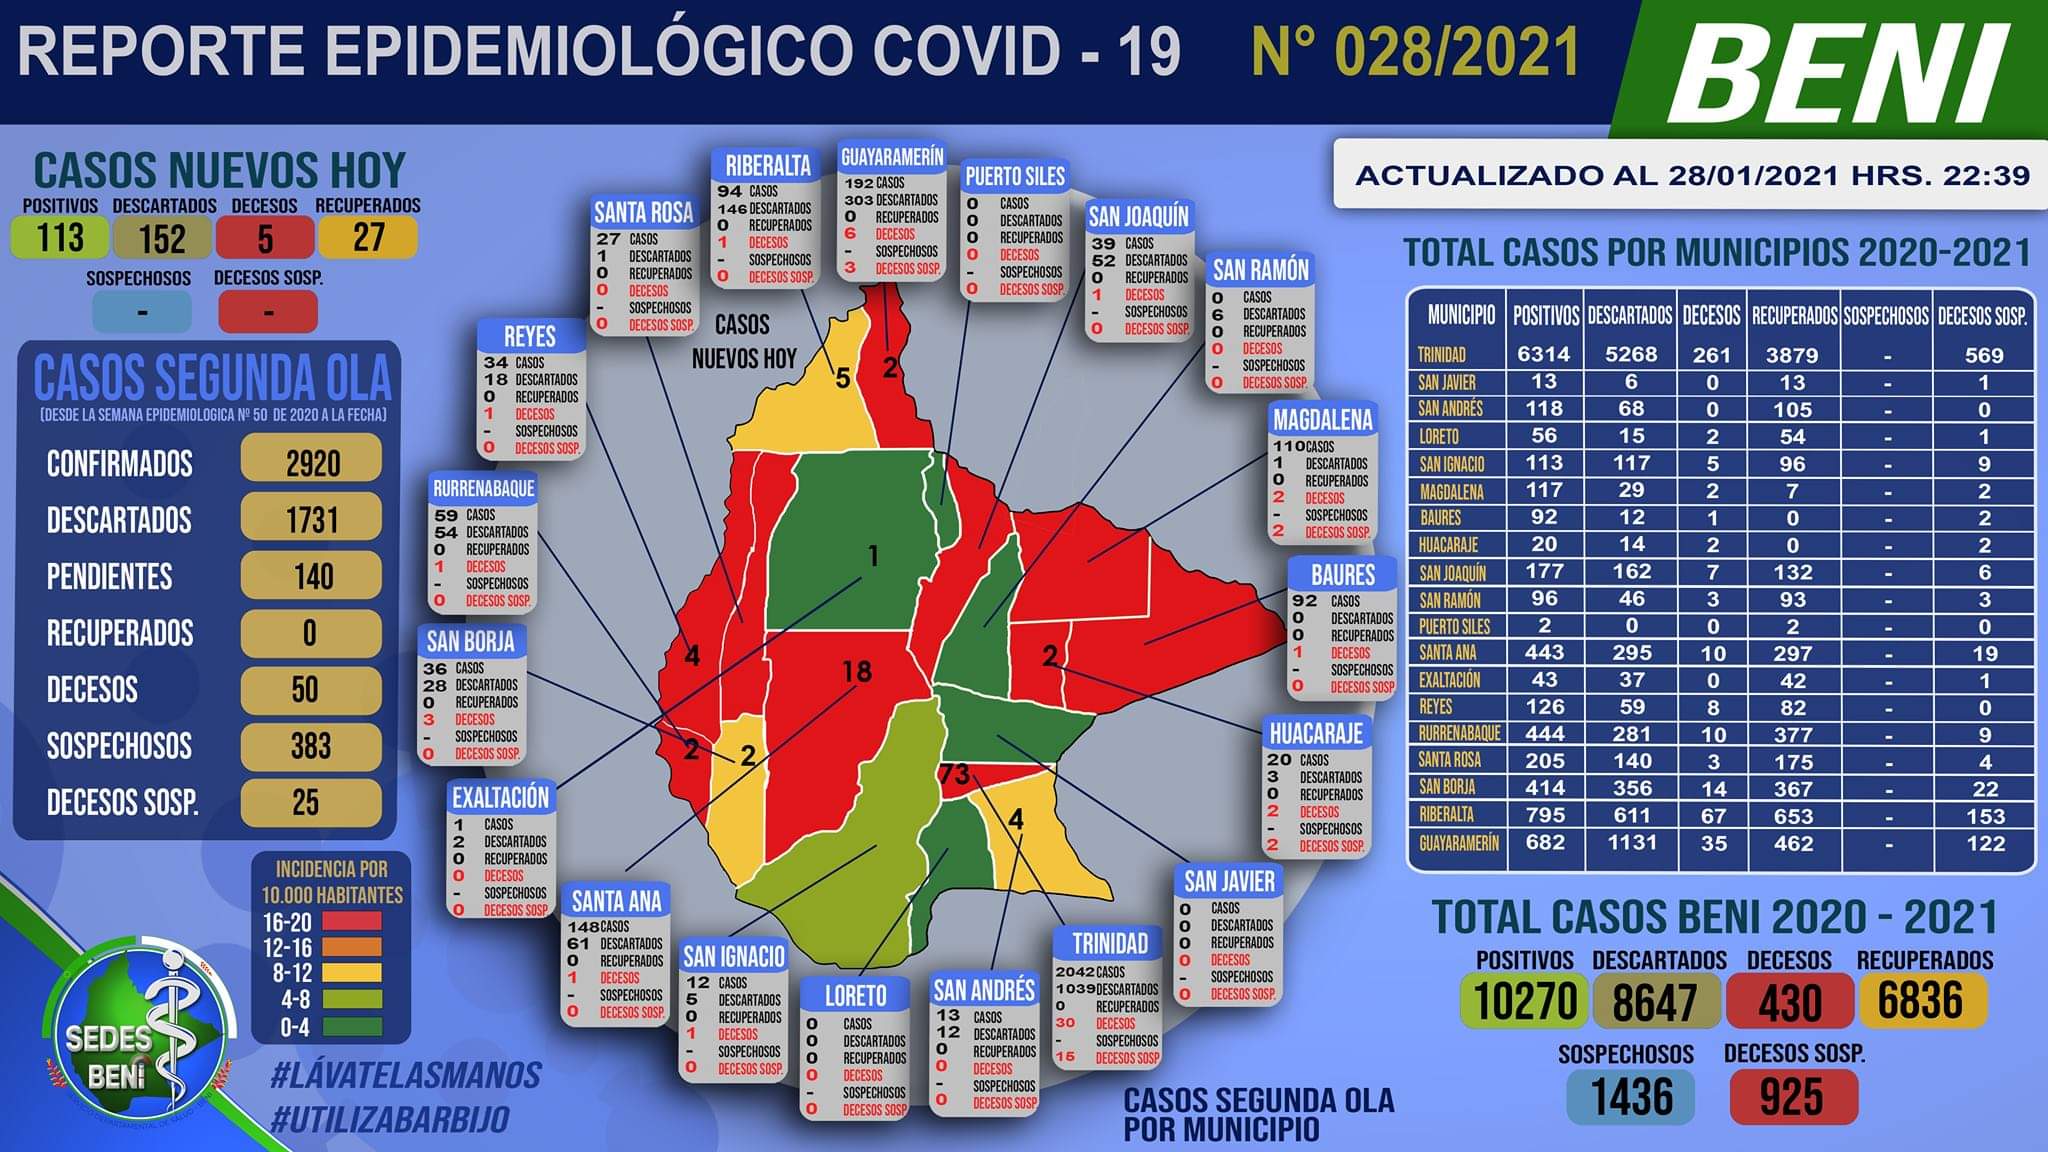 REPORTE EPIDEMIOLÓGICO COVID - 19 N° 028/2021
BENI
ACTUALIZADO AL 28/01/2021 HRS. 22:39
CASOS NUEVOS HOY
POSITIVOS DESCARTADOS DECESOS RECUPERADOS
113 152 5 27
SOSPECHOSOS DECESOS SOSP.
- -
CASOS SEGUNDA OLA
(DESDE LA SEMANA EPIDEMIOLOGICA Nº 50 DE 2020 A LA FECHA)
CONFIRMADOS 2920
DESCARTADOS 1731
PENDIENTES 140
RECUPERADOS 0
DECESOS 50
SOSPECHOSOS 383
DECESOS SOSP. 25
INCIDENCIA POR
10.000 HABITANTES
16-20
12-16
8-12
4-8
0-4
SEDES
BENI
#LÁVATELASMANOS
#UTILIZABARBIJO
CASOS
NUEVOS HOY
5
2
1
4
18
2
2
2
73
4
RIBERALTA
94 CASOS
146 DESCARTADOS
0 RECUPERADOS
1 DECESOS
- SOSPECHOSOS
0 DECESOS SOSP.
GUAYARAMERÍN
192 CASOS
303 DESCARTADOS
0 RECUPERADOS
6 DECESOS
- SOSPECHOSOS
3 DECESOS SOSP.
PUERTO SILES
0 CASOS
0 DESCARTADOS
0 RECUPERADOS
0 DECESOS
- SOSPECHOSOS
0 DECESOS SOSP.
SAN JOAQUÍN
39 CASOS
52 DESCARTADOS
0 RECUPERADOS
1 DECESOS
- SOSPECHOSOS
0 DECESOS SOSP.
SAN RAMÓN
0 CASOS
6 DESCARTADOS
0 RECUPERADOS
0 DECESOS
- SOSPECHOSOS
0 DECESOS SOSP.
MAGDALENA
110 CASOS
1 DESCARTADOS
0 RECUPERADOS
2 DECESOS
- SOSPECHOSOS
2 DECESOS SOSP.
BAURES
92 CASOS
0 DESCARTADOS
0 RECUPERADOS
1 DECESOS
- SOSPECHOSOS
0 DECESOS SOSP.
HUACARAJE
20 CASOS
3 DESCARTADOS
0 RECUPERADOS
2 DECESOS
- SOSPECHOSOS
2 DECESOS SOSP.
SAN JAVIER
0 CASOS
0 DESCARTADOS
0 RECUPERADOS
0 DECESOS
- SOSPECHOSOS
0 DECESOS SOSP.
TRINIDAD
2042 CASOS
1039 DESCARTADOS
0 RECUPERADOS
30 DECESOS
- SOSPECHOSOS
15 DECESOS SOSP
SAN ANDRÉS
13 CASOS
12 DESCARTADOS
0 RECUPERADOS
0 DECESOS
- SOSPECHOSOS
0 DECESOS SOSP
LORETO
0 CASOS
0 DESCARTADOS
0 RECUPERADOS
0 DECESOS
- SOSPECHOSOS
0 DECESOS SOSP
SAN IGNACIO
12 CASOS
5 DESCARTADOS
0 RECUPERADOS
1 DECESOS
- SOSPECHOSOS
0 DECESOS SOSP.
SANTA ANA
148 CASOS
61 DESCARTADOS
0 RECUPERADOS
1 DECESOS
- SOSPECHOSOS
0 DECESOS SOSP.
EXALTACIÓN
1 CASOS
2 DESCARTADOS
0 RECUPERADOS
0 DECESOS
- SOSPECHOSOS
0 DECESOS SOSP
SAN BORJA
36 CASOS
28 DESCARTADOS
0 RECUPERADOS
3 DECESOS
- SOSPECHOSOS
0 DECESOS SOSP.
RURRENABAQUE
59 CASOS
54 DESCARTADOS
0 RECUPERADOS
1 DECESOS
- SOSPECHOSOS
0 DECESOS SOSP.
REYES
34 CASOS
18 DESCARTADOS
0 RECUPERADOS
1 DECESOS
- SOSPECHOSOS
0 DECESOS SOSP.
SANTA ROSA
27 CASOS
1 DESCARTADOS
0 RECUPERADOS
0 DECESOS
- SOSPECHOSOS
0 DECESOS SOSP.
CASOS SEGUNDA OLA
POR MUNICIPIO
TOTAL CASOS POR MUNICIPIOS 2020-2021
MUNICIPIO POSITIVOS DESCARTADOS DECESOS RECUPERADOS SOSPECHOSOS DECESOS SOSP.
TRINIDAD 6314 5268 261 3879 - 569
SAN JAVIER 13 6 0 13 - 1
SAN ANDRÉS 118 68 0 105 - 0
LORETO 56 15 2 54 - 1
SAN IGNACIO 113 117 5 96 - 9
MAGDALENA 117 29 2 7 - 2
BAURES 92 12 1 0 - 2
HUACARAJE 20 14 2 0 - 2
SAN JOAQUÍN 177 162 7 132 - 6
SAN RAMÓN 96 46 3 93 - 3
PUERTO SILES 2 0 0 2 - 0
SANTA ANA 443 295 10 297 - 19
EXALTACIÓN 43 37 0 42 - 1
REYES 126 59 8 82 - 0
RURRENABAQUE 444 281 10 377 - 9
SANTA ROSA 205 140 3 175 - 4
SAN BORJA 414 356 14 367 - 22
RIBERALTA 795 611 67 653 - 153
GUAYARAMERÍN 682 1131 35 462 - 122
TOTAL CASOS BENI 2020 - 2021
POSITIVOS DESCARTADOS DECESOS RECUPERADOS
10270 8647 430 6836
SOSPECHOSOS DECESOS SOSP.
1436 925